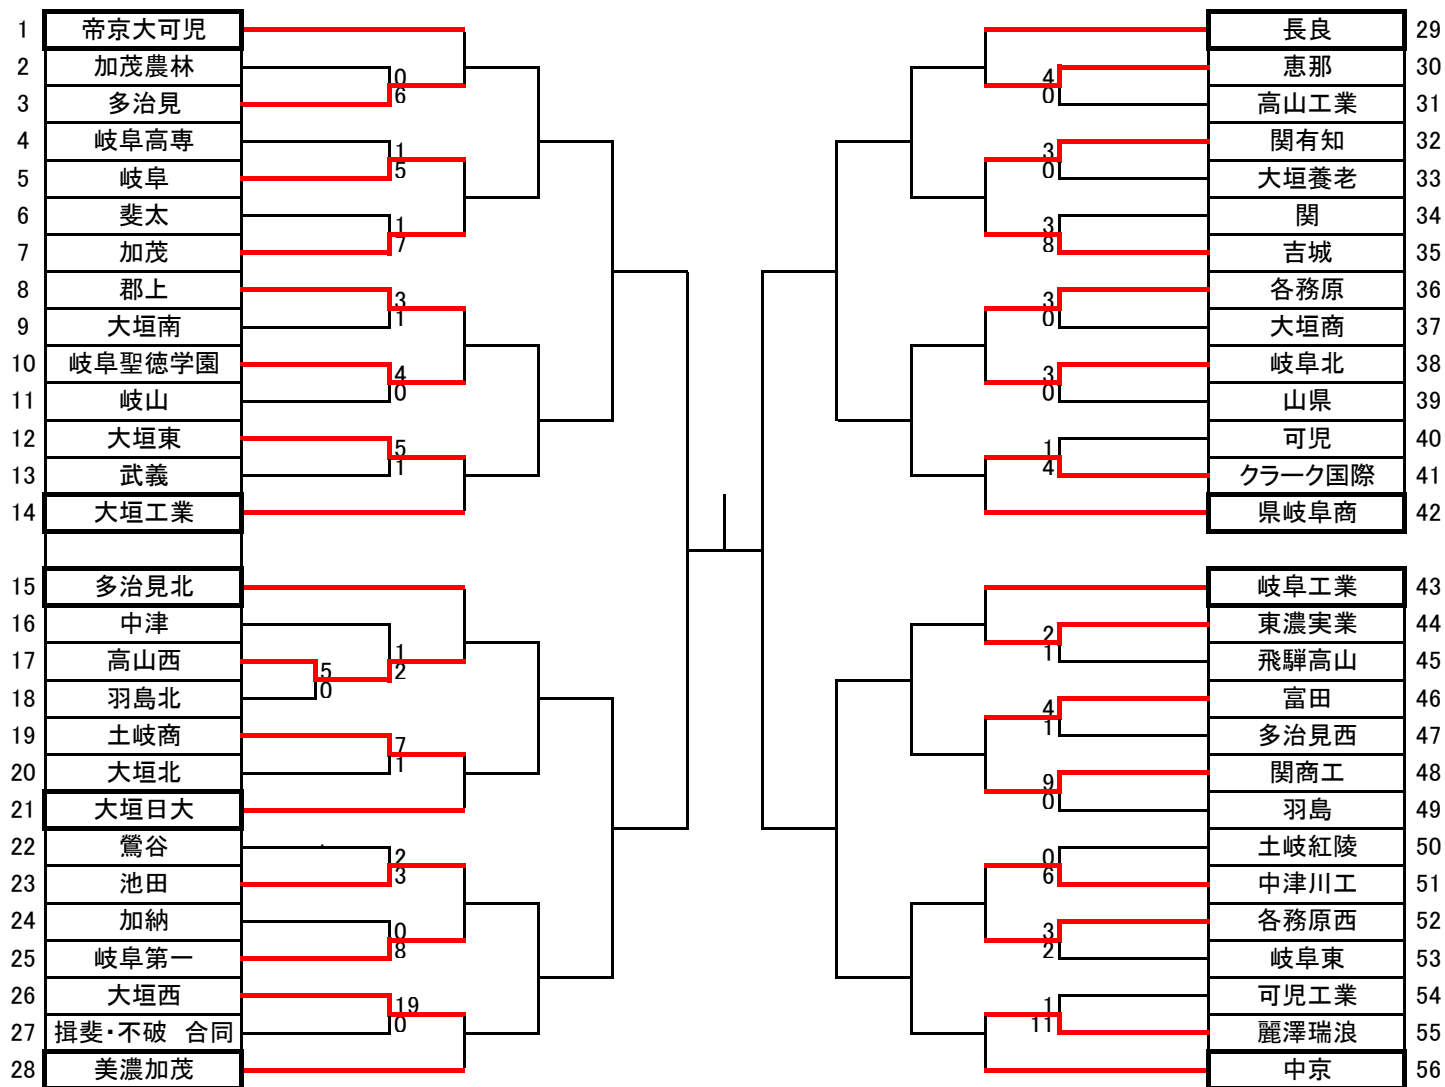 1 帝京大可児
2 加茂農林
0
3 多治見
6
4 岐阜高専
1
5 岐阜
5
6 斐太
1
7 加茂
7
8 郡上
3
9 大垣南
1
10 岐阜聖徳学園
4
11 岐山
0
12 大垣東
5
13 武義
1
14 大垣工業
15 多治見北
16 中津
1
17 高山西
2
5
18 羽島北
0
19 土岐商
7
20 大垣北
1
21 大垣日大
22 鶯谷
2
23 池田
3
24 加納
0
25 岐阜第一
8
26 大垣西
19
27 揖斐・不破 合同
0
28 美濃加茂
長良 29
恵那 30
4
高山工業 31
0
関有知 32
3
大垣養老 33
0
関 34
3
吉城 35
8
各務原 36
3
大垣商 37
0
岐阜北 38
3
山県 39
0
可児 40
1
クラーク国際 41
4
県岐阜商 42
岐阜工業 43
東濃実業 44
2
飛騨高山 45
1
富田 46
4
多治見西 47
1
関商工 48
9
羽島 49
0
土岐紅陵 50
0
中津川工 51
6
各務原西 52
3
岐阜東 53
2
可児工業 54
1
麗澤瑞浪 55
11
中京 56